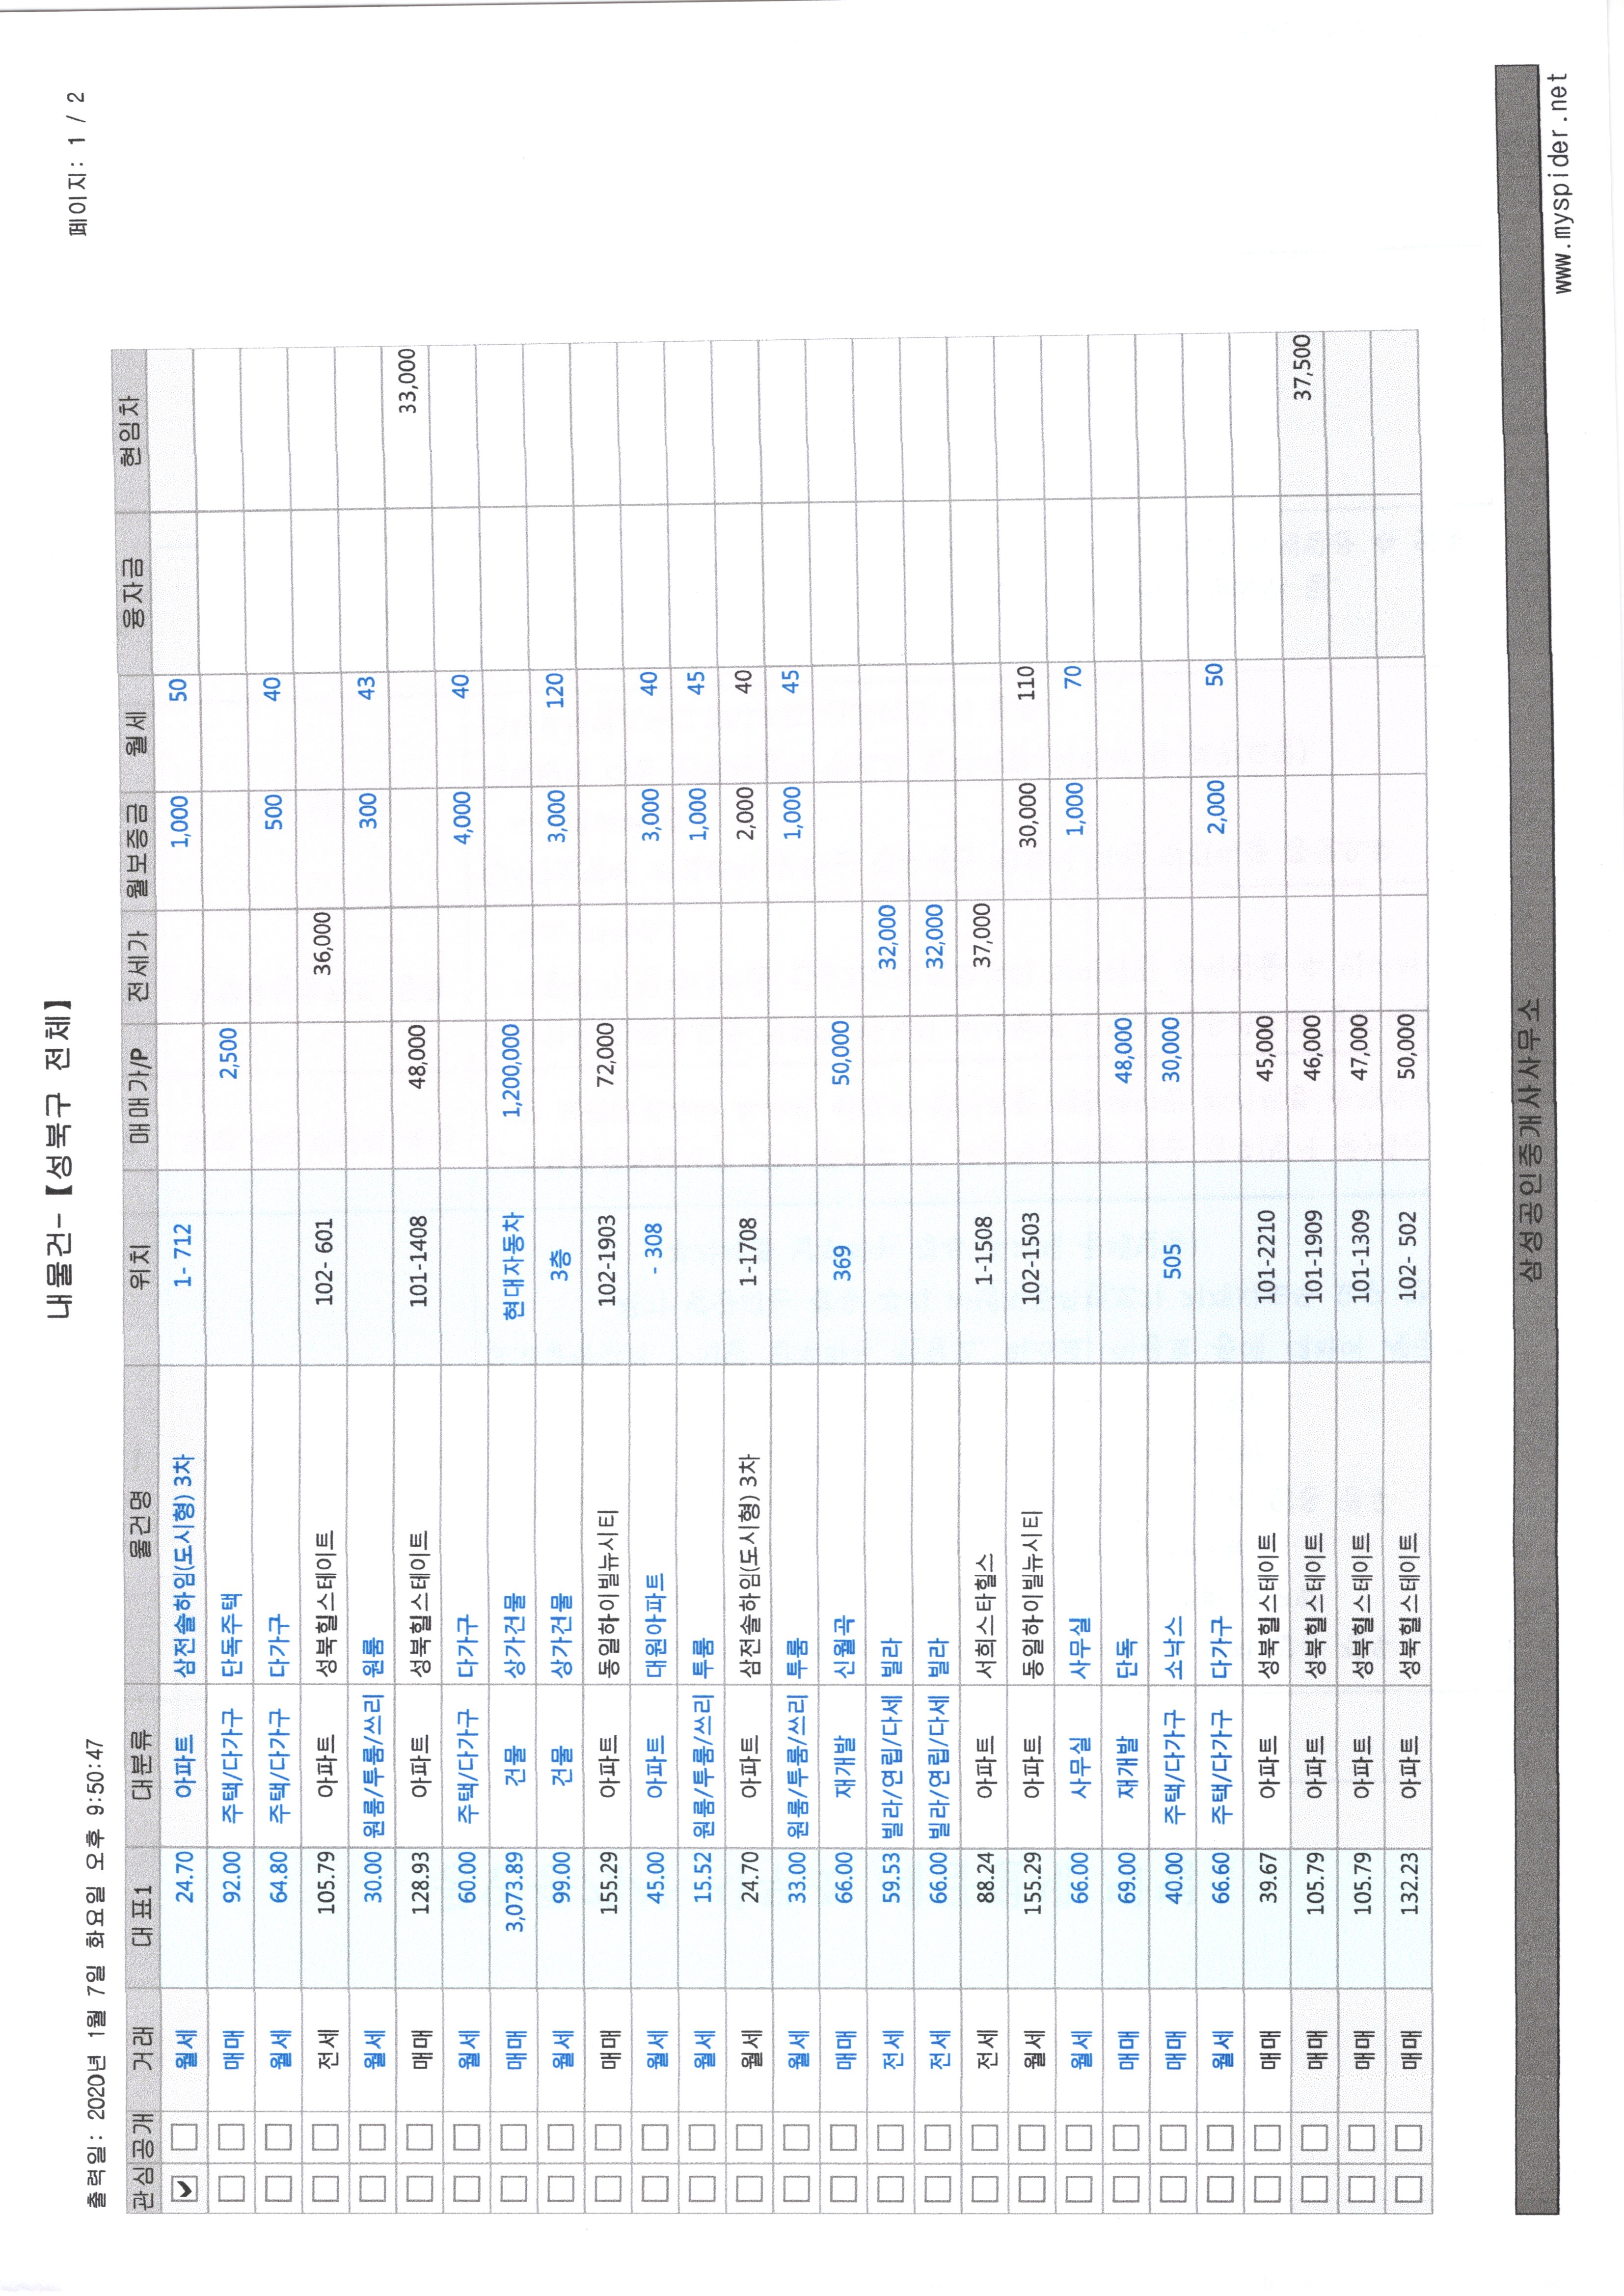 내물건-【성북구 전체】
출력일: 2020년 1월 7일 화요일 오후 9:50:47
페이지: 1 / 2
관심 공개 거래 대표1 대분류 물건명 위치 매매가/P 전세가 월보증금 월세 융자금 현임차
월세 24.70 아파트 삼전솔하임(도시형) 3차 1- 712 1,000 50
매매 92.00 주택/다가구 단독주택 2,500
월세 64.80 주택/다가구 다가구 500 40
전세 105.79 아파트 성북힐스테이트 102- 601 36,000
월세 30.00 원룸/투룸/쓰리 원룸 300 43
매매 128.93 아파트 성북힐스테이트 101-1408 48,000 33,000
월세 60.00 주택/다가구 다가구 4,000 40
매매 3,073.89 건물 상가건물 현대자동차 1,200,000
월세 99.00 건물 상가건물 3층 3,000 120
매매 155.29 아파트 동일하이빌뉴시티 102-1903 72,000
월세 45.00 아파트 대원아파트 - 308 3,000 40
월세 15.52 원룸/투룸/쓰리 투룸 1,000 45
월세 24.70 아파트 삼전솔하임(도시형) 3차 1-1708 2,000 40
월세 33.00 원룸/투룸/쓰리 투룸 1,000 45
매매 66.00 재개발 신월곡 369 50,000
전세 59.53 빌라/연립/다세 빌라 32,000
전세 66.00 빌라/연립/다세 빌라 32,000
전세 88.24 아파트 서희스타힐스 1-1508 37,000
월세 155.29 아파트 동일하이빌뉴시티 102-1503 30,000 110
월세 66.00 사무실 사무실 1,000 70
매매 69.00 재개발 단독 48,000
매매 40.00 주택/다가구 소낙스 505 30,000
월세 66.60 주택/다가구 다가구 2,000 50
매매 39.67 아파트 성북힐스테이트 101-2210 45,000
매매 105.79 아파트 성북힐스테이트 101-1909 46,000 37,500
매매 105.79 아파트 성북힐스테이트 101-1309 47,000
매매 132.23 아파트 성북힐스테이트 102- 502 50,000
삼성공인중개사사무소
www.myspider.net